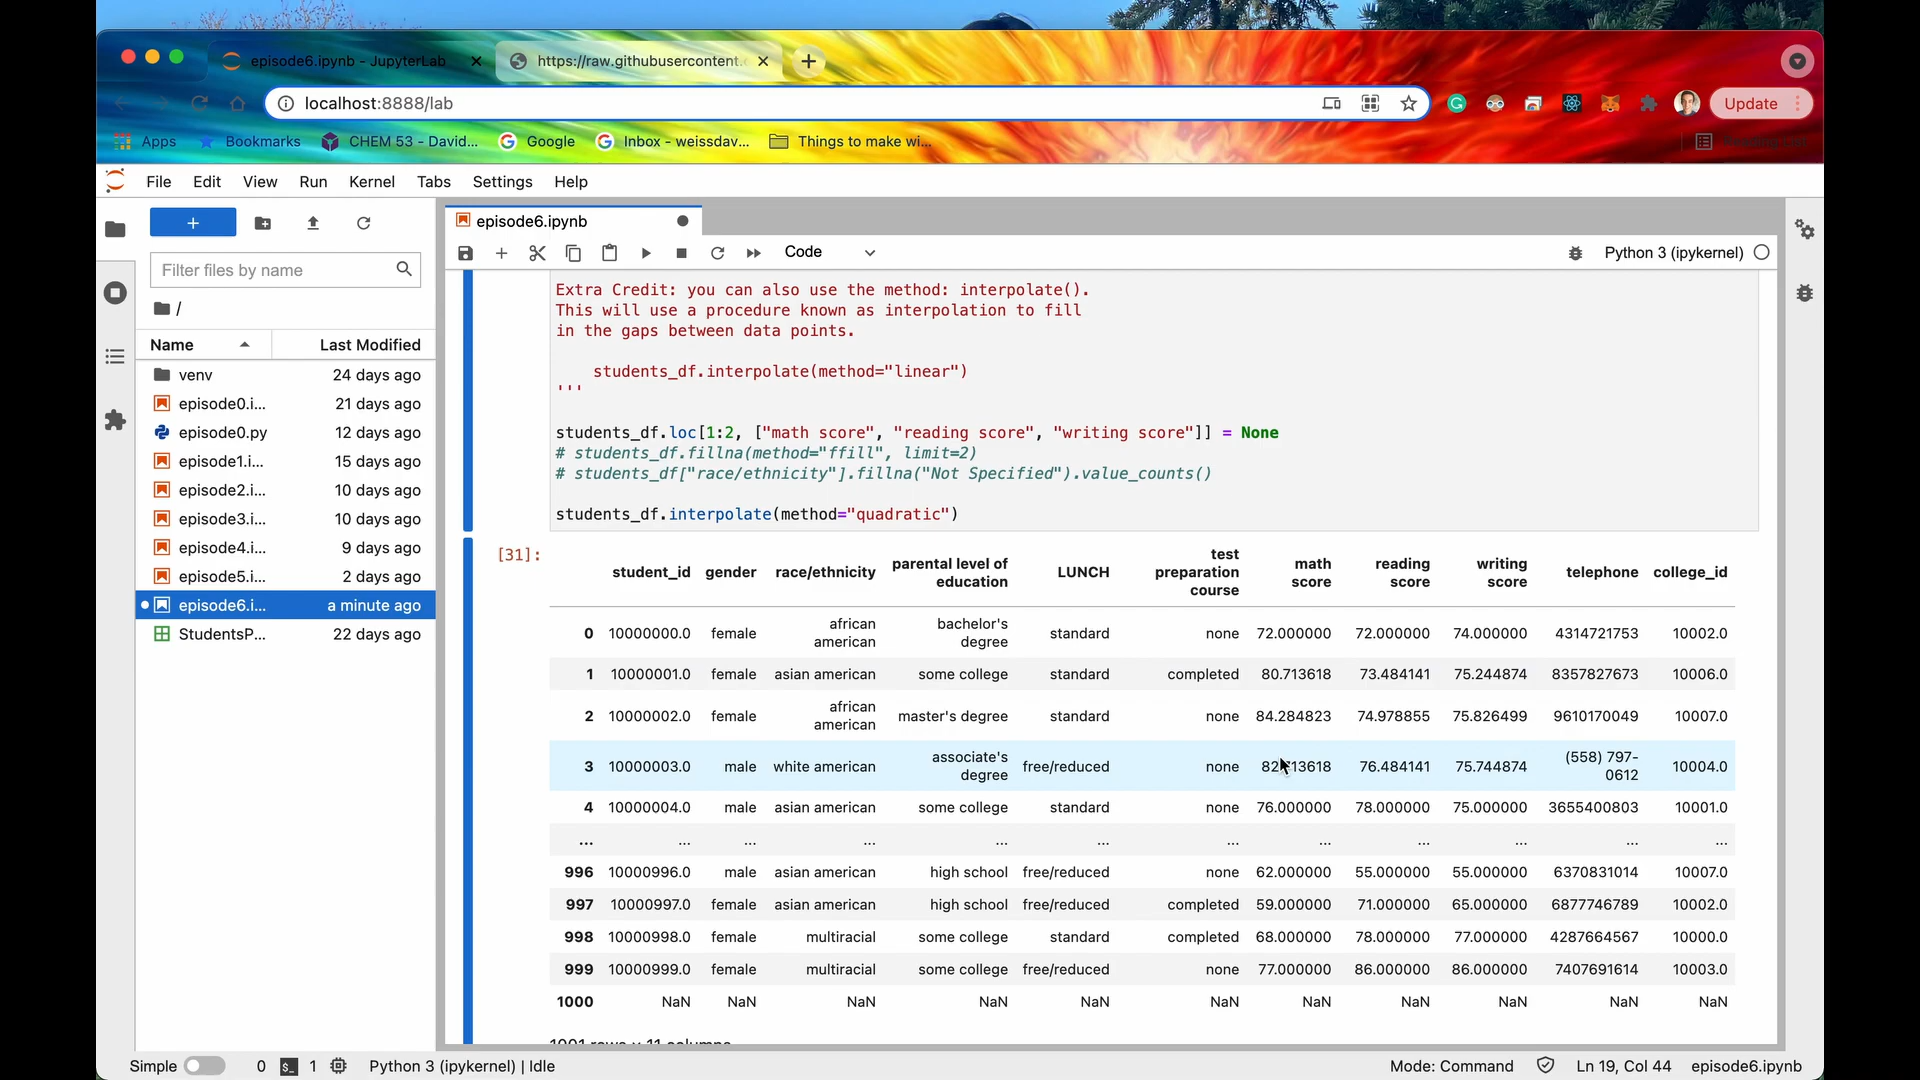 episode6.ipynb - JupyterLab
https://raw.githubusercontent.
localhost:8888/lab
Update
Apps
Bookmarks
CHEM 53 - David...
Google
Inbox - weissdav...
Things to make wi...
Reading List
File Edit View Run Kernel Tabs Settings Help
+
Filter files by name
/
Name Last Modified
venv 24 days ago
episode0.i... 21 days ago
episode0.py 12 days ago
episode1.i... 15 days ago
episode2.i... 10 days ago
episode3.i... 10 days ago
episode4.i... 9 days ago
episode5.i... 2 days ago
episode6.i... a minute ago
StudentsP... 22 days ago
episode6.ipynb
Code
Python 3 (ipykernel)
Extra Credit: you can also use the method: interpolate().
This will use a procedure known as interpolation to fill
in the gaps between data points.
students_df.interpolate(method="linear")
'''
students_df.loc[1:2, ["math score", "reading score", "writing score"]] = None
# students_df.fillna(method="ffill", limit=2)
# students_df["race/ethnicity"].fillna("Not Specified").value_counts()
students_df.interpolate(method="quadratic")
[31]:
student_id gender race/ethnicity parental level of education LUNCH test preparation course math score reading score writing score telephone college_id
0 10000000.0 female african american bachelor's degree standard none 72.000000 72.000000 74.000000 4314721753 10002.0
1 10000001.0 female asian american some college standard completed 80.713618 73.484141 75.244874 8357827673 10006.0
2 10000002.0 female african american master's degree standard none 84.284823 74.978855 75.826499 9610170049 10007.0
3 10000003.0 male white american associate's degree free/reduced none 82.713618 76.484141 75.744874 (558) 797-0612 10004.0
4 10000004.0 male asian american some college standard none 76.000000 78.000000 75.000000 3655400803 10001.0
... ... ... ... ... ... ... ... ... ... ... ...
996 10000996.0 male asian american high school free/reduced none 62.000000 55.000000 55.000000 6370831014 10007.0
997 10000997.0 female asian american high school free/reduced completed 59.000000 71.000000 65.000000 6877746789 10002.0
998 10000998.0 female multiracial some college standard completed 68.000000 78.000000 77.000000 4287664567 10000.0
999 10000999.0 female multiracial some college free/reduced none 77.000000 86.000000 86.000000 7407691614 10003.0
1000 NaN NaN NaN NaN NaN NaN NaN NaN NaN NaN NaN
1001 rows × 11 columns
Simple 0 1 Python 3 (ipykernel) | Idle
Mode: Command Ln 19, Col 44 episode6.ipynb